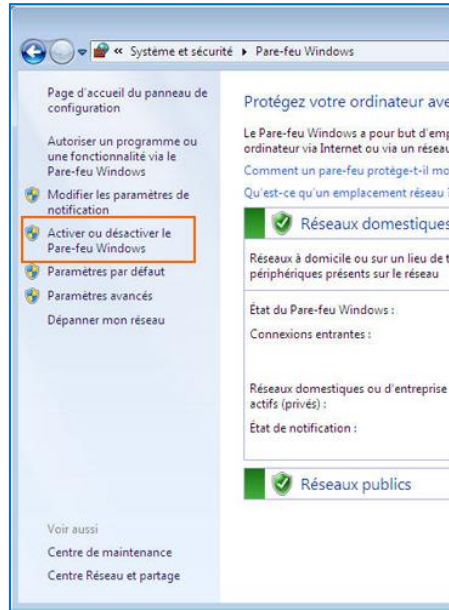 « Système et sécurité ▸ Pare-feu Windows
Page d'accueil du panneau de
configuration
Autoriser un programme ou
une fonctionnalité via le
Pare-feu Windows
Modifier les paramètres de
notification
Activer ou désactiver le
Pare-feu Windows
Paramètres par défaut
Paramètres avancés
Dépanner mon réseau
Voir aussi
Centre de maintenance
Centre Réseau et partage
Protégez votre ordinateur ave
Le Pare-feu Windows a pour but d'emp
ordinateur via Internet ou via un réseau
Comment un pare-feu protège-t-il mo
Qu'est-ce qu'un emplacement réseau ?
Réseaux domestiques
Réseaux à domicile ou sur un lieu de t
périphériques présents sur le réseau
État du Pare-feu Windows :
Connexions entrantes :
Réseaux domestiques ou d'entreprise
actifs (privés) :
État de notification :
Réseaux publics